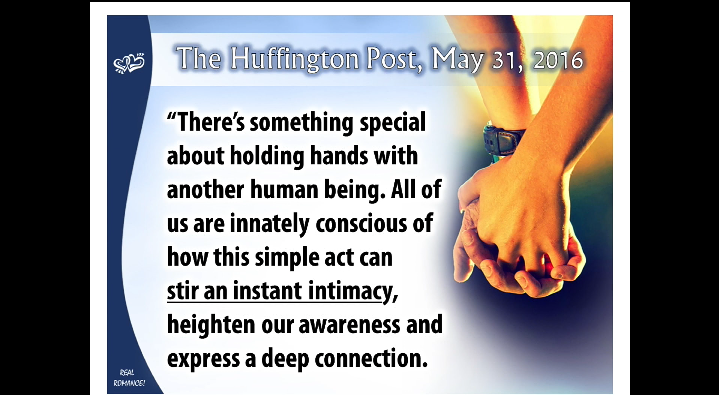 The Huffington Post, May 31, 2016
“There’s something special
about holding hands with
another human being. All of
us are innately conscious of
how this simple act can
stir an instant intimacy,
heighten our awareness and
express a deep connection.
REAL
ROMANCE!